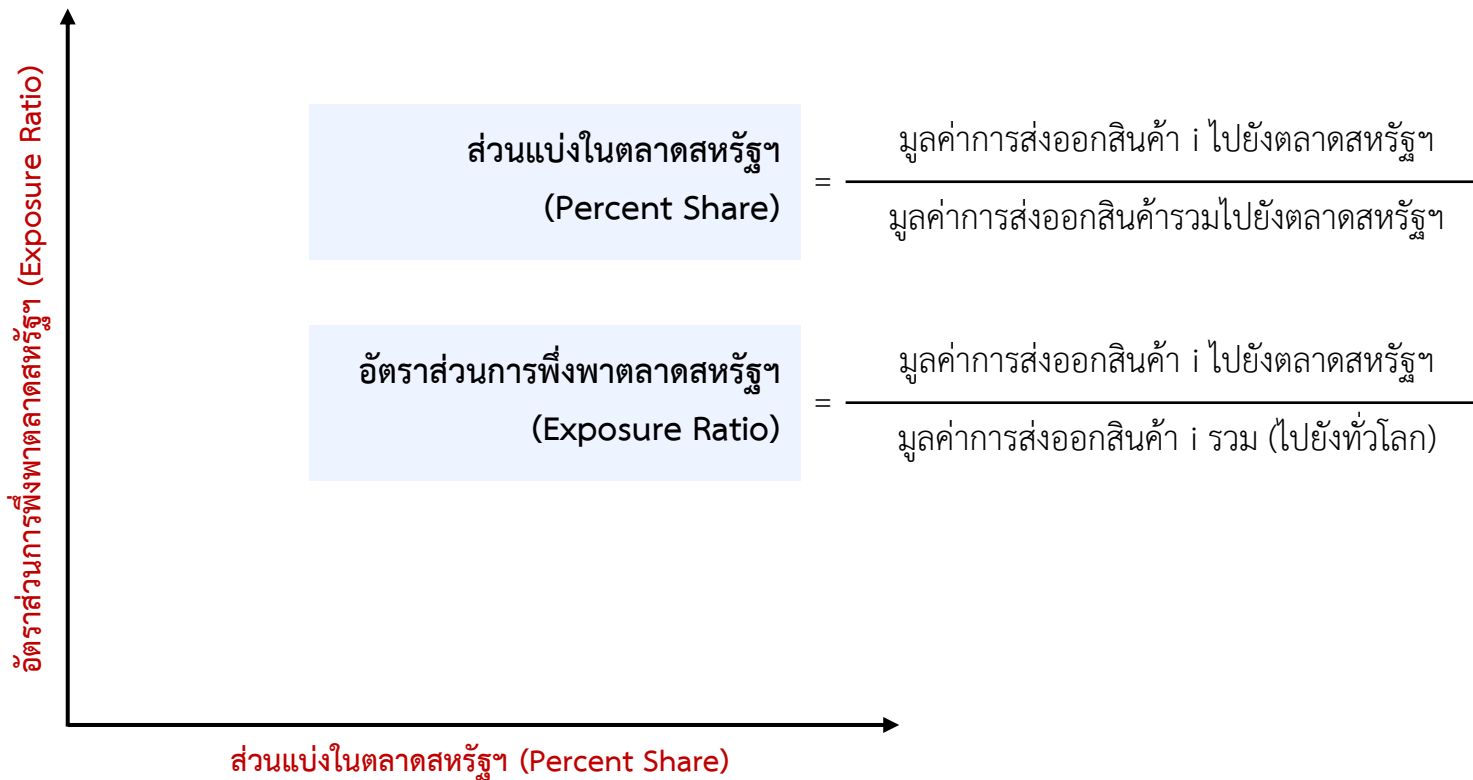 อัตราส่วนการพึ่งพาตลาดสหรัฐฯ (Exposure Ratio)
ส่วนแบ่งในตลาดสหรัฐฯ
(Percent Share)
=
มูลค่าการส่งออกสินค้า i ไปยังตลาดสหรัฐฯ
มูลค่าการส่งออกสินค้ารวมไปยังตลาดสหรัฐฯ
อัตราส่วนการพึ่งพาตลาดสหรัฐฯ
(Exposure Ratio)
=
มูลค่าการส่งออกสินค้า i ไปยังตลาดสหรัฐฯ
มูลค่าการส่งออกสินค้า i รวม (ไปยังทั่วโลก)
ส่วนแบ่งในตลาดสหรัฐฯ (Percent Share)